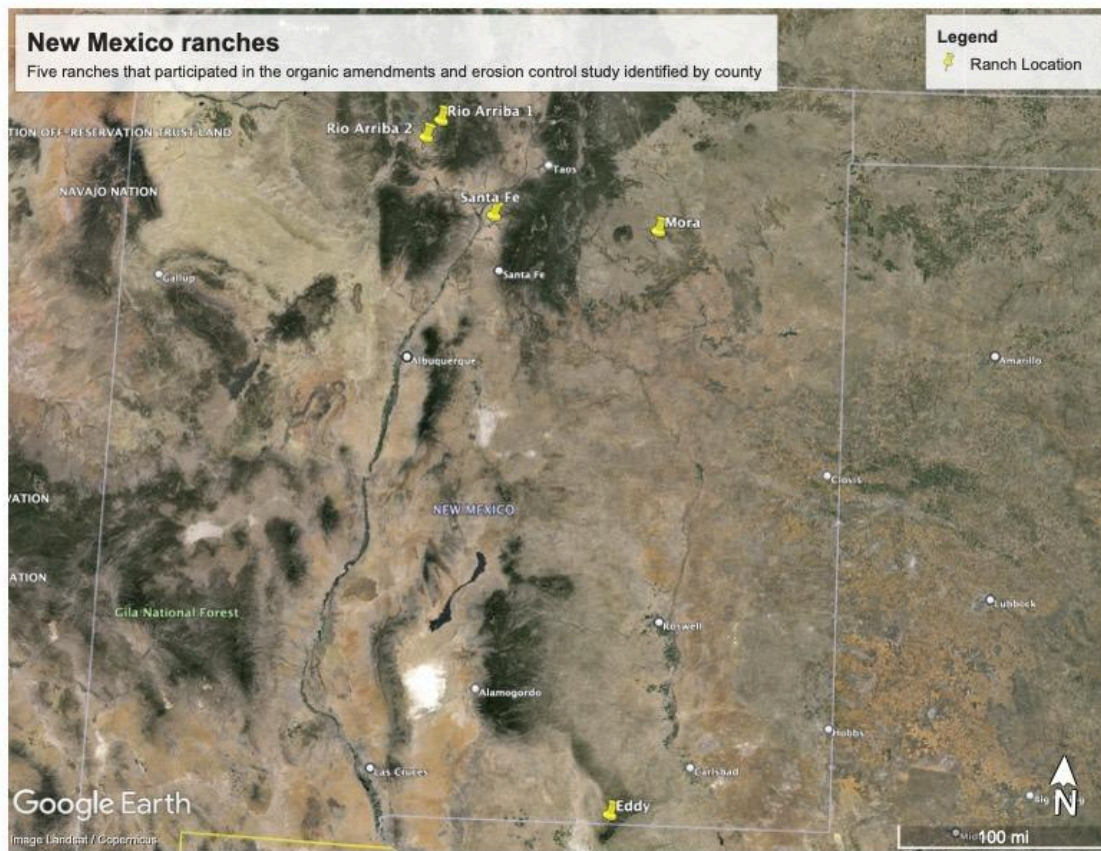 New Mexico ranches
Five ranches that participated in the organic amendments and erosion control study identified by county
Legend
Ranch Location
Rio Arriba 1
Rio Arriba 2
TION OFF-RESERVATION TRUST LAND
Taos
NAVAJO NATION
Santa Fe
Mora
Gallup
Santa Fe
Albuquerque
Amarillo
Clovis
VATION
NEW MEXICO
ATION
Gila National Forest
Lubbock
Roswell
Alamogordo
Hobbs
Las Cruces
Carlsbad
Eddy
N
Google Earth
Image Landsat / Copernicus
100 mi